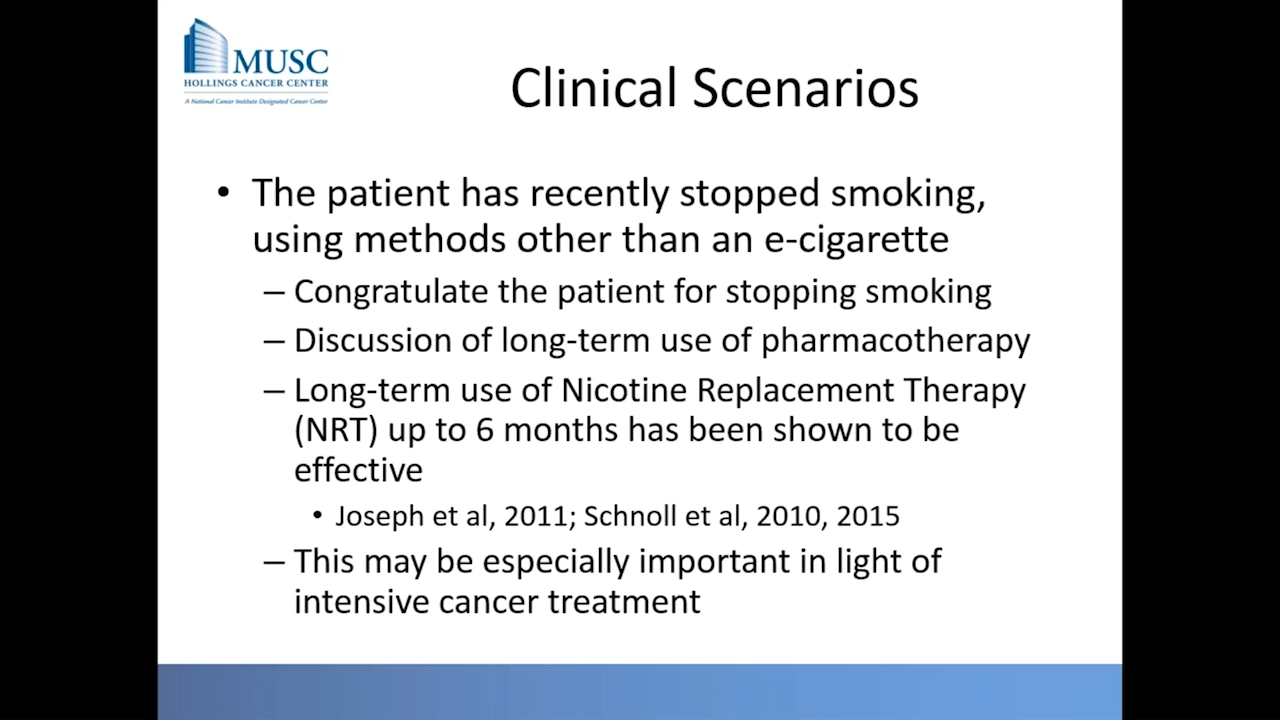 MUSC
HOLLINGS CANCER CENTER
A National Cancer Institute Designated Cancer Center
Clinical Scenarios
• The patient has recently stopped smoking,
using methods other than an e-cigarette
– Congratulate the patient for stopping smoking
– Discussion of long-term use of pharmacotherapy
– Long-term use of Nicotine Replacement Therapy
(NRT) up to 6 months has been shown to be
effective
• Joseph et al, 2011; Schnoll et al, 2010, 2015
– This may be especially important in light of
intensive cancer treatment